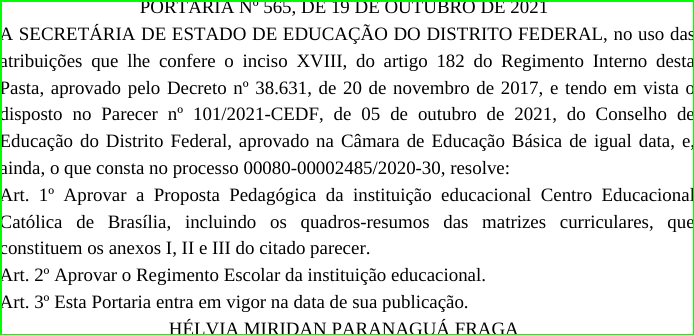 PORTARIA Nº 565, DE 19 DE OUTUBRO DE 2021
A SECRETÁRIA DE ESTADO DE EDUCAÇÃO DO DISTRITO FEDERAL, no uso das
atribuições que lhe confere o inciso XVIII, do artigo 182 do Regimento Interno desta
Pasta, aprovado pelo Decreto nº 38.631, de 20 de novembro de 2017, e tendo em vista o
disposto no Parecer nº 101/2021-CEDF, de 05 de outubro de 2021, do Conselho de
Educação do Distrito Federal, aprovado na Câmara de Educação Básica de igual data, e,
ainda, o que consta no processo 00080-00002485/2020-30, resolve:
Art. 1º Aprovar a Proposta Pedagógica da instituição educacional Centro Educacional
Católica de Brasília, incluindo os quadros-resumos das matrizes curriculares, que
constituem os anexos I, II e III do citado parecer.
Art. 2º Aprovar o Regimento Escolar da instituição educacional.
Art. 3º Esta Portaria entra em vigor na data de sua publicação.
HÉLVIA MIRIDAN PARANAGUÁ FRAGA